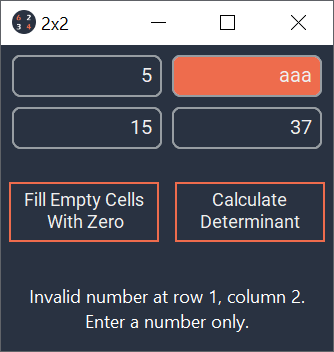 2x2
5 aaa
15 37
Fill Empty Cells Calculate
With Zero Determinant
Invalid number at row 1, column 2.
Enter a number only.